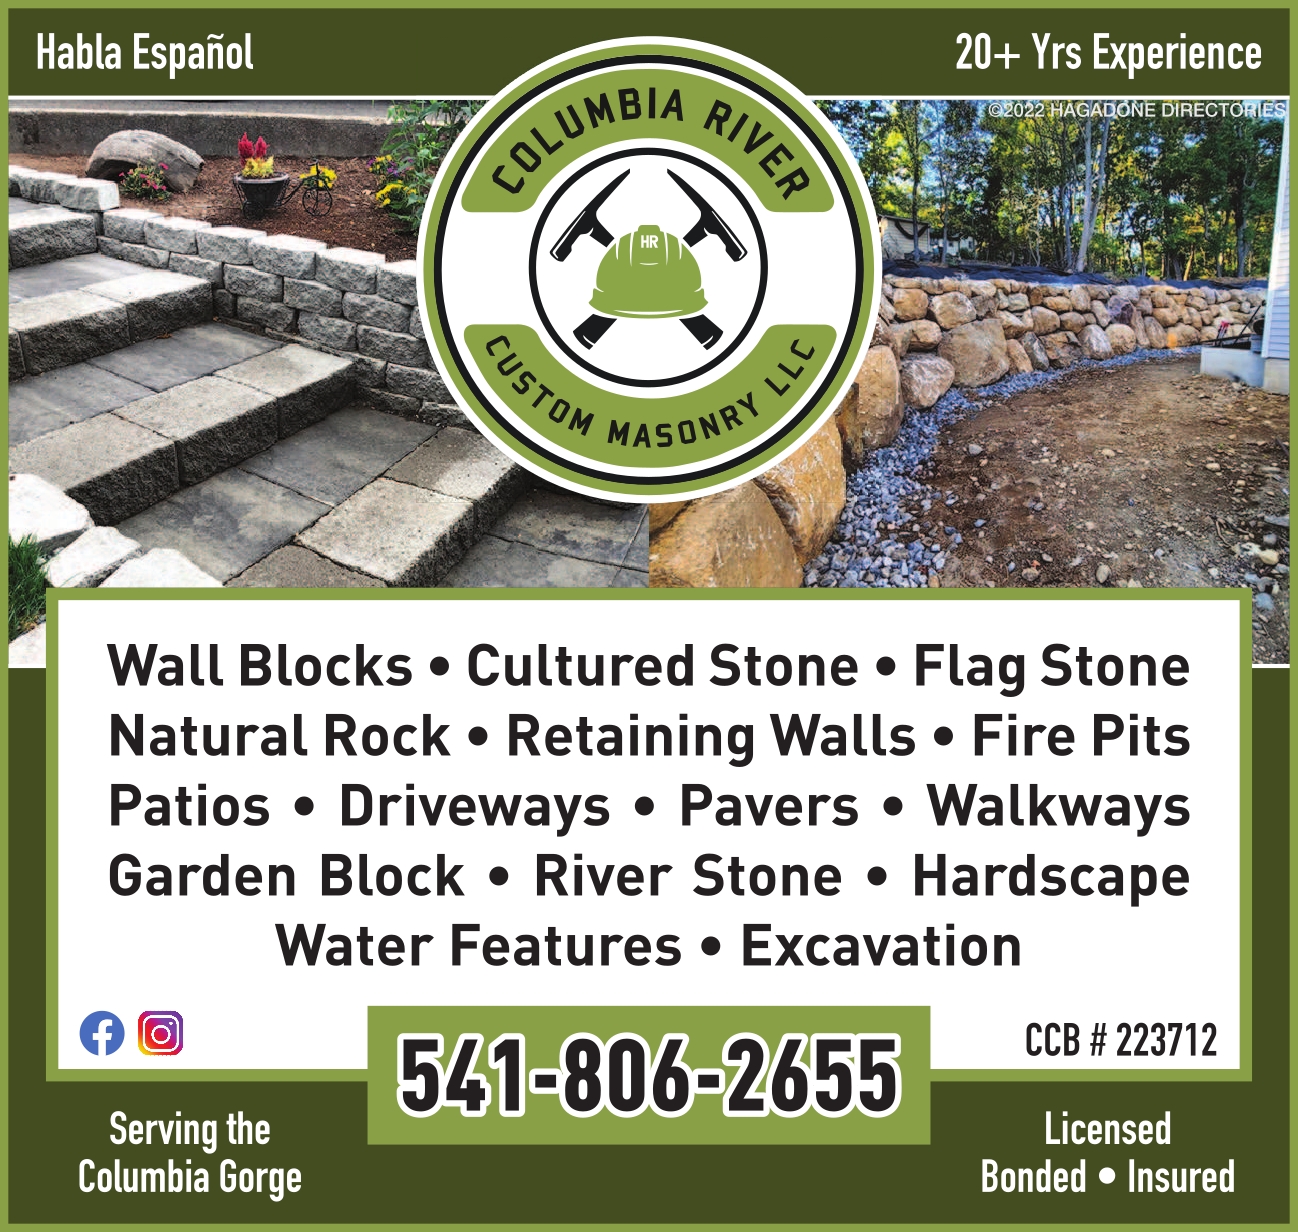 Habla Español
20+ Yrs Experience
©2022 HAGADONE DIRECTORIES
COLUMBIA RIVER
HR
CUSTOM MASONRY LLC
Wall Blocks • Cultured Stone • Flag Stone
Natural Rock • Retaining Walls • Fire Pits
Patios • Driveways • Pavers • Walkways
Garden Block • River Stone • Hardscape
Water Features • Excavation
CCB # 223712
541-806-2655
Serving the
Columbia Gorge
Licensed
Bonded • Insured